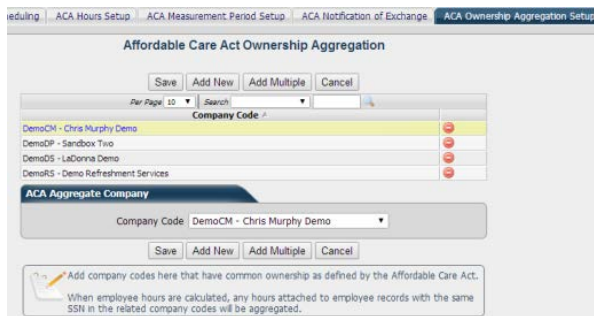 eduling ACA Hours Setup ACA Measurement Period Setup ACA Notification of Exchange ACA Ownership Aggregation Setup
Affordable Care Act Ownership Aggregation
Save Add New Add Multiple Cancel
Per Page 10 Search
Company Code
DemoCM - Chris Murphy Demo
DemoDP - Sandbox Two
DemoDS - LaDonna Demo
DemoRS - Demo Refreshment Services
ACA Aggregate Company
Company Code DemoCM - Chris Murphy Demo
Save Add New Add Multiple Cancel
Add company codes here that have common ownership as defined by the Affordable Care Act.
When employee hours are calculated, any hours attached to employee records with the same
SSN in the related company codes will be aggregated.